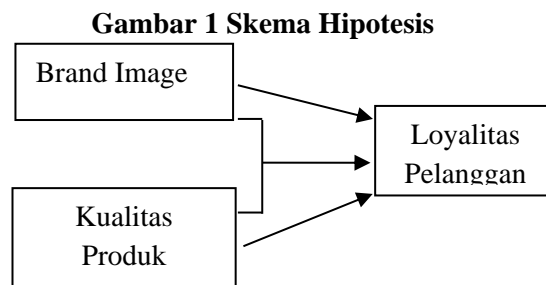 Gambar 1 Skema Hipotesis
Brand Image
Loyalitas
Pelanggan
Kualitas
Produk